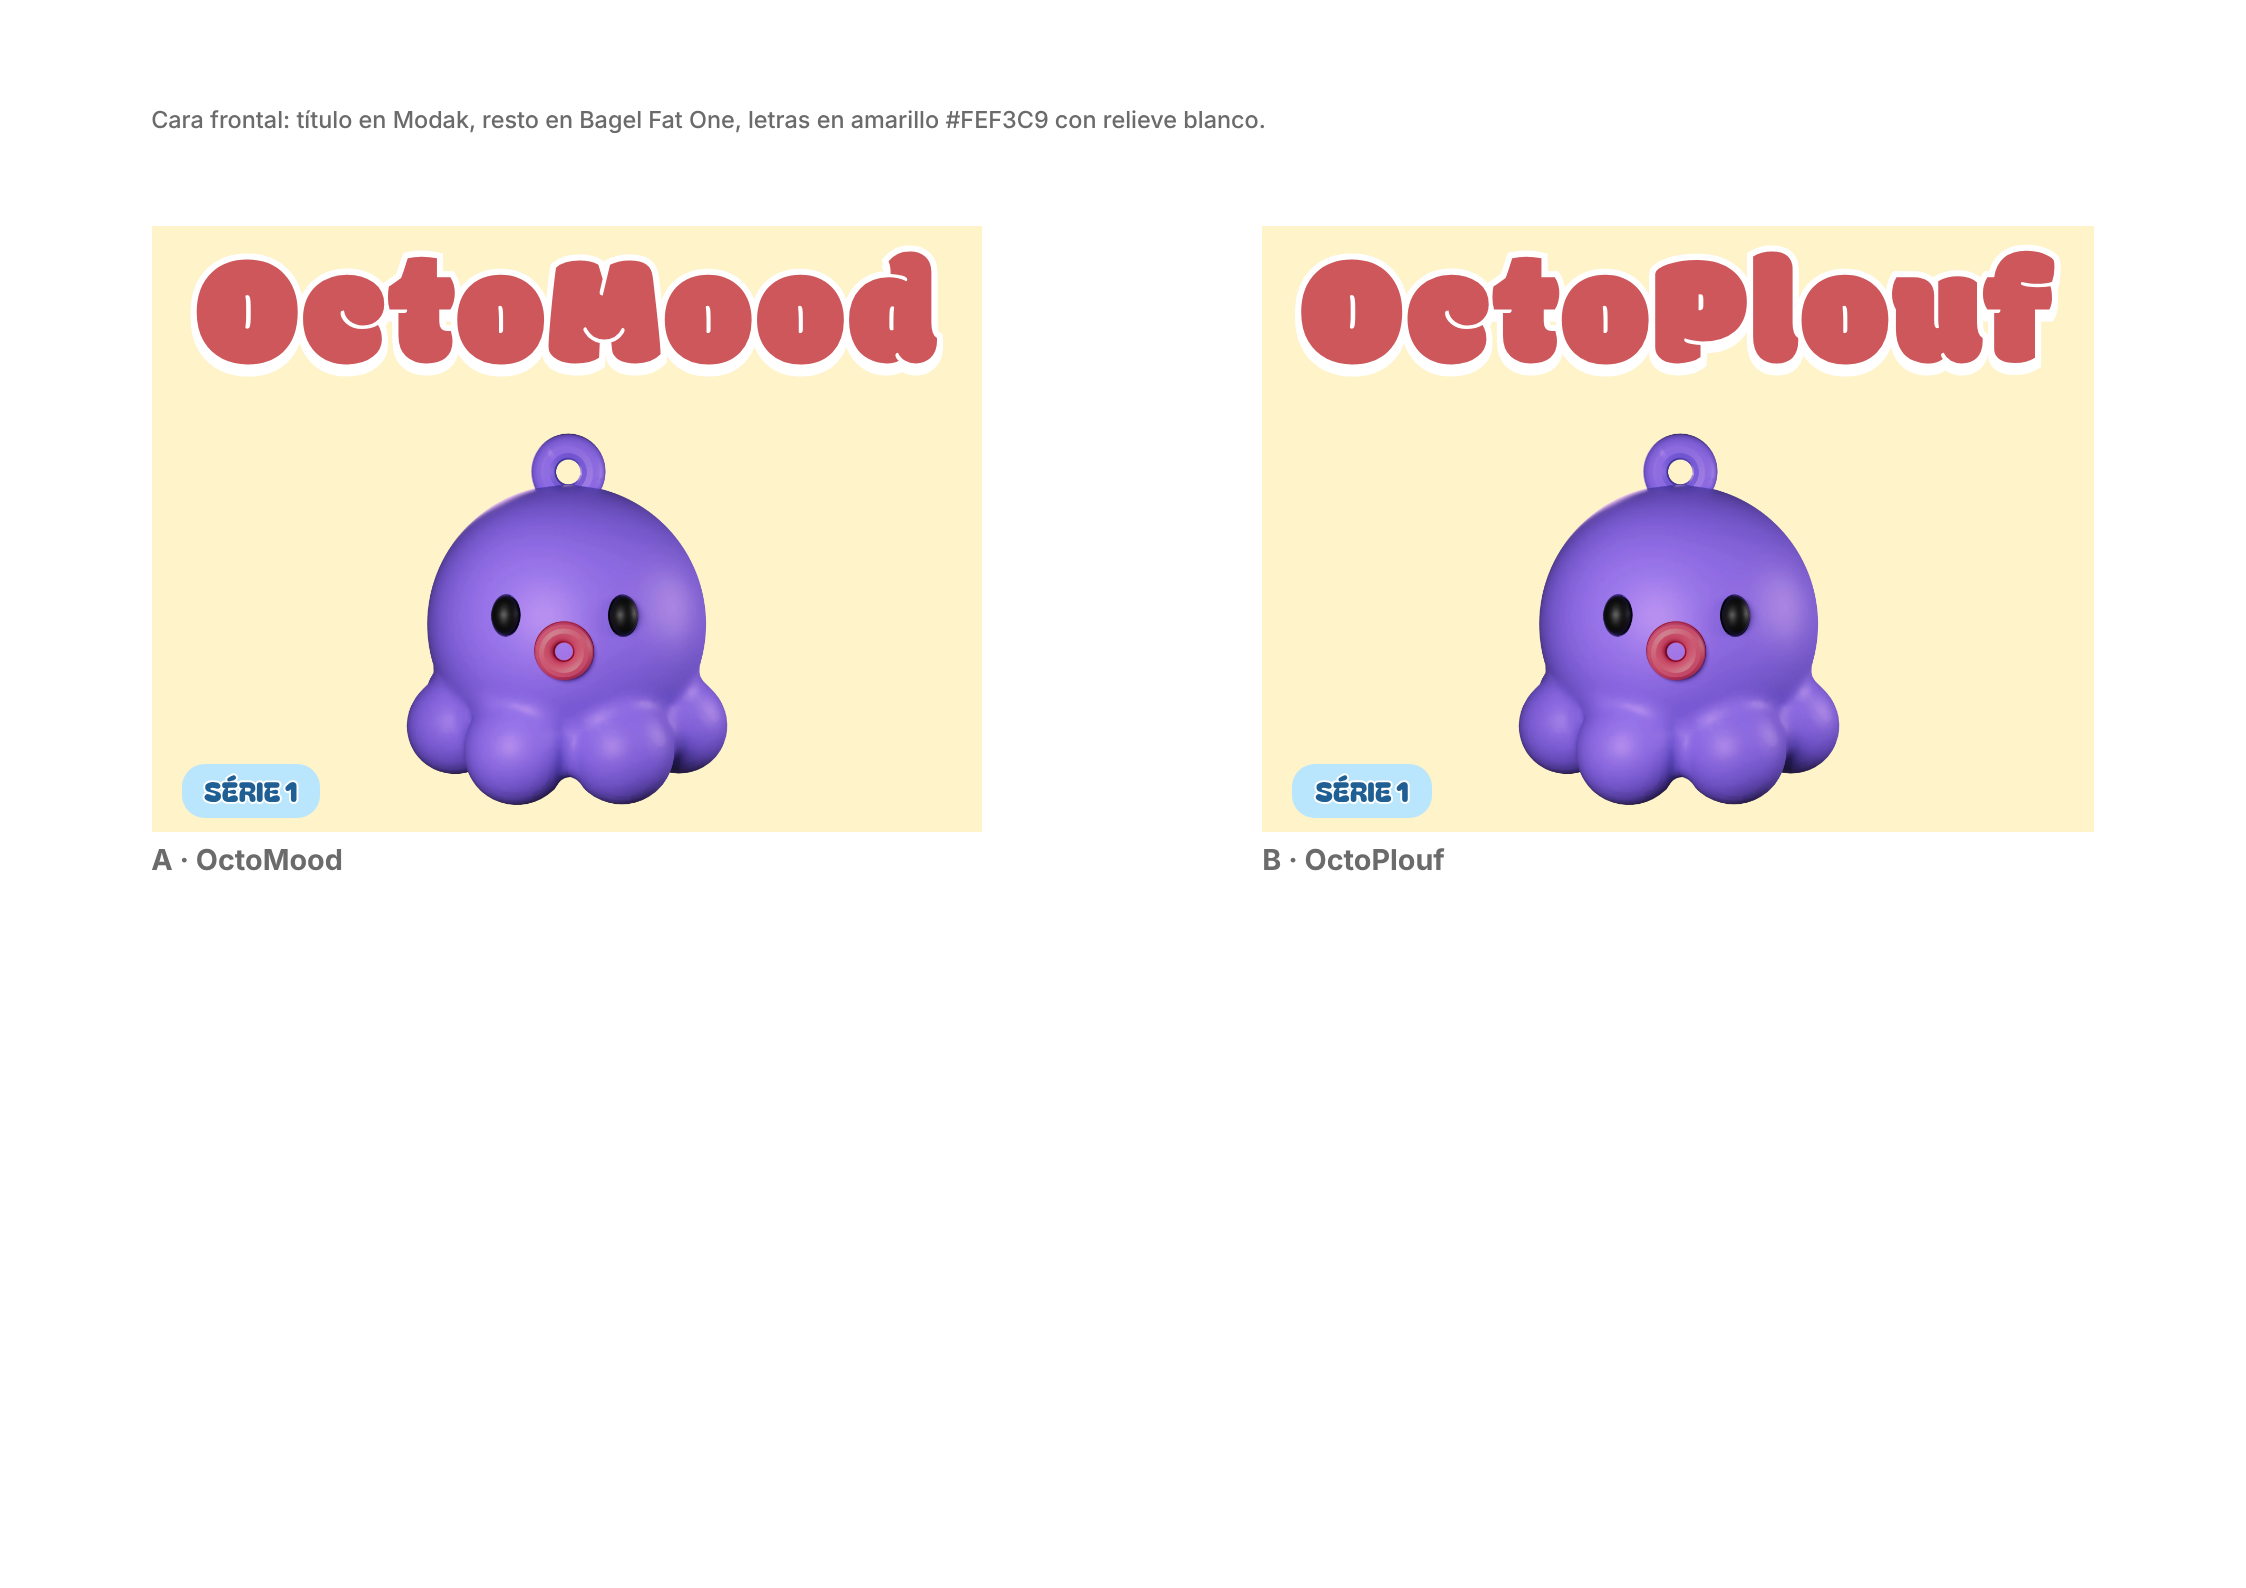 Cara frontal: título en Modak, resto en Bagel Fat One, letras en amarillo #FEF3C9 con relieve blanco.
OctoMood
SÉRIE 1
A · OctoMood
OctoPlouf
SÉRIE 1
B · OctoPlouf